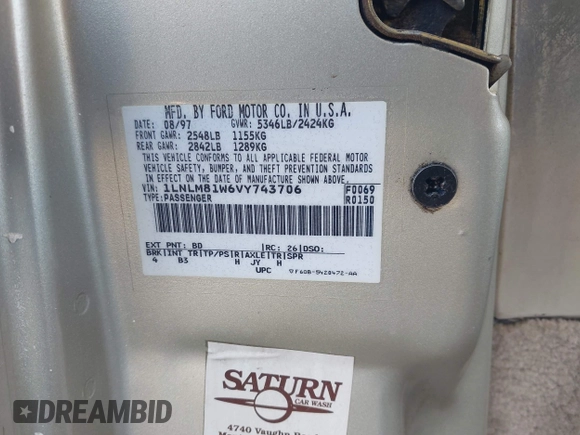 MFD. BY FORD MOTOR CO. IN U.S.A.
DATE: 08/97 GVWR: 5346LB/2424KG
FRONT GAWR: 2548LB 1155KG
REAR GAWR: 2842LB 1289KG
THIS VEHICLE CONFORMS TO ALL APPLICABLE FEDERAL MOTOR
VEHICLE SAFETY, BUMPER, AND THEFT PREVENTION STANDARDS
IN EFFECT ON THE DATE OF MANUFACTURE SHOWN ABOVE.
VIN: 1LNLM81W6VY743706 F0069
TYPE: PASSENGER R0150
EXT PNT: BD |RC: 26|DSO:
BRK|INT TR|TP/PS|R|AXLE|TR|SPR
4 B3 H JY H
UPC
SATURN
CAR WASH
4740 Vaughn
DREAMBID